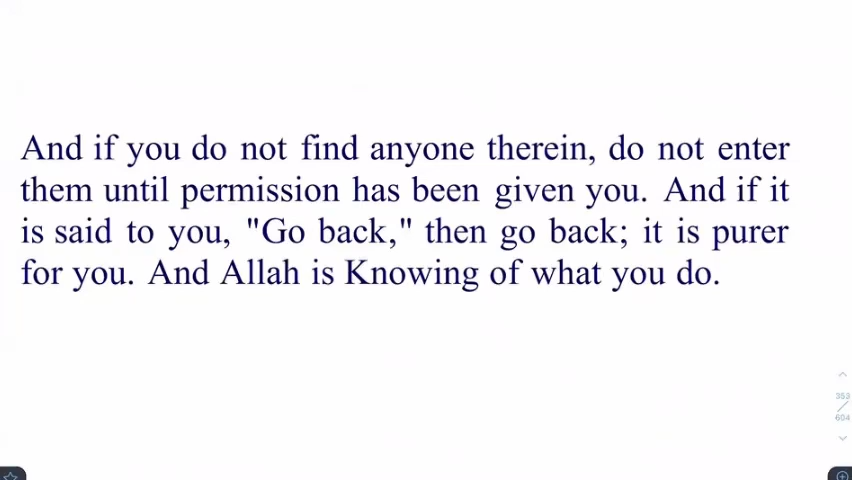 And if you do not find anyone therein, do not enter
them until permission has been given you. And if it
is said to you, "Go back," then go back; it is purer
for you. And Allah is Knowing of what you do.
353
604